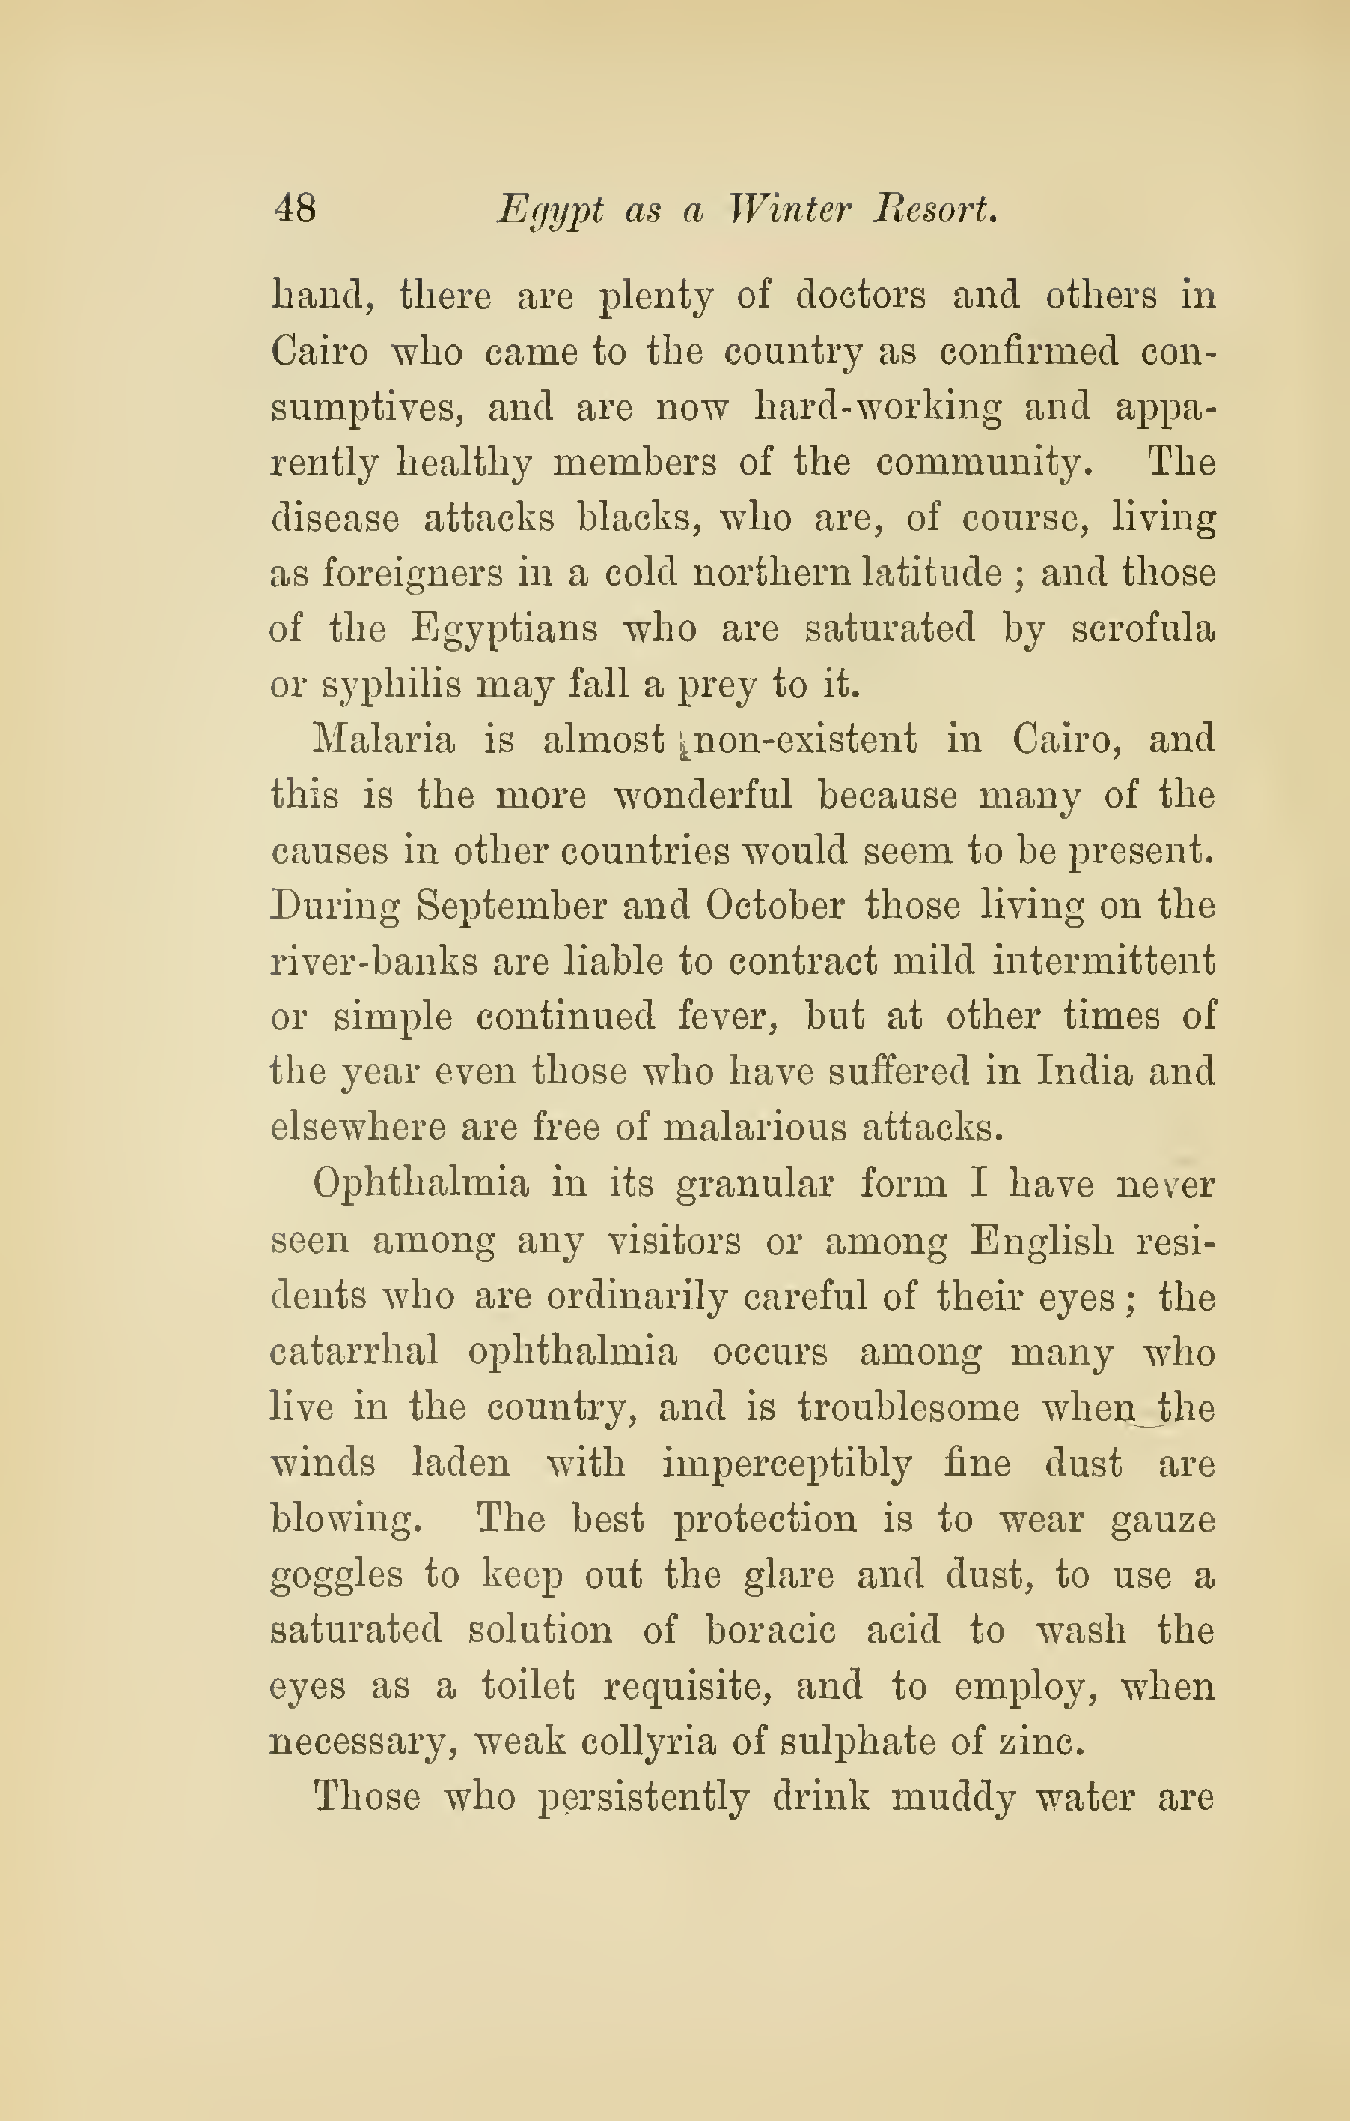 48 Egypt as a Winter Resort.
hand, there are plenty of doctors and others in
Cairo who came to the country as confirmed con-
sumptives, and are now hard-working and appa-
rently healthy members of the community. The
disease attacks blacks, who are, of course, living
as foreigners in a cold northern latitude ; and those
of the Egyptians who are saturated by scrofula
or syphilis may fall a prey to it.
Malaria is almost non-existent in Cairo, and
this is the more wonderful because many of the
causes in other countries would seem to be present.
During September and October those living on the
river-banks are liable to contract mild intermittent
or simple continued fever, but at other times of
the year even those who have suffered in India and
elsewhere are free of malarious attacks.
Ophthalmia in its granular form I have never
seen among any visitors or among English resi-
dents who are ordinarily careful of their eyes ; the
catarrhal ophthalmia occurs among many who
live in the country, and is troublesome when the
winds laden with imperceptibly fine dust are
blowing. The best protection is to wear gauze
goggles to keep out the glare and dust, to use a
saturated solution of boracic acid to wash the
eyes as a toilet requisite, and to employ, when
necessary, weak collyria of sulphate of zinc.
Those who persistently drink muddy water are